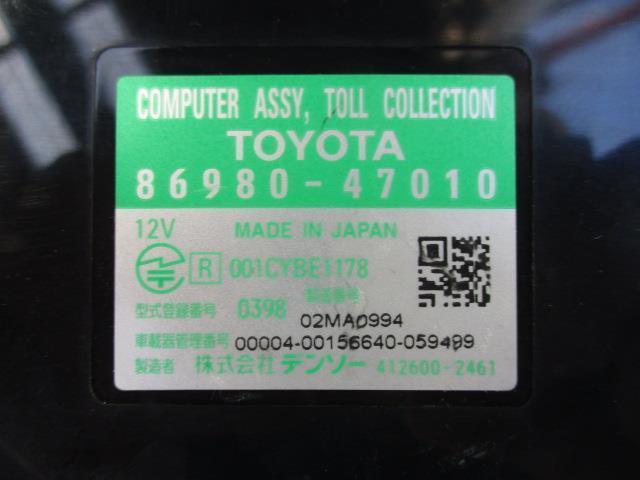 COMPUTER ASSY, TOLL COLLECTION
TOYOTA
86980-47010
12V MADE IN JAPAN
R 001CYBE1178
型式登録番号 0398 製造番号
02MA0994
車載器管理番号 00004-00156640-059499
製造者 株式会社デンソー 412600-2461